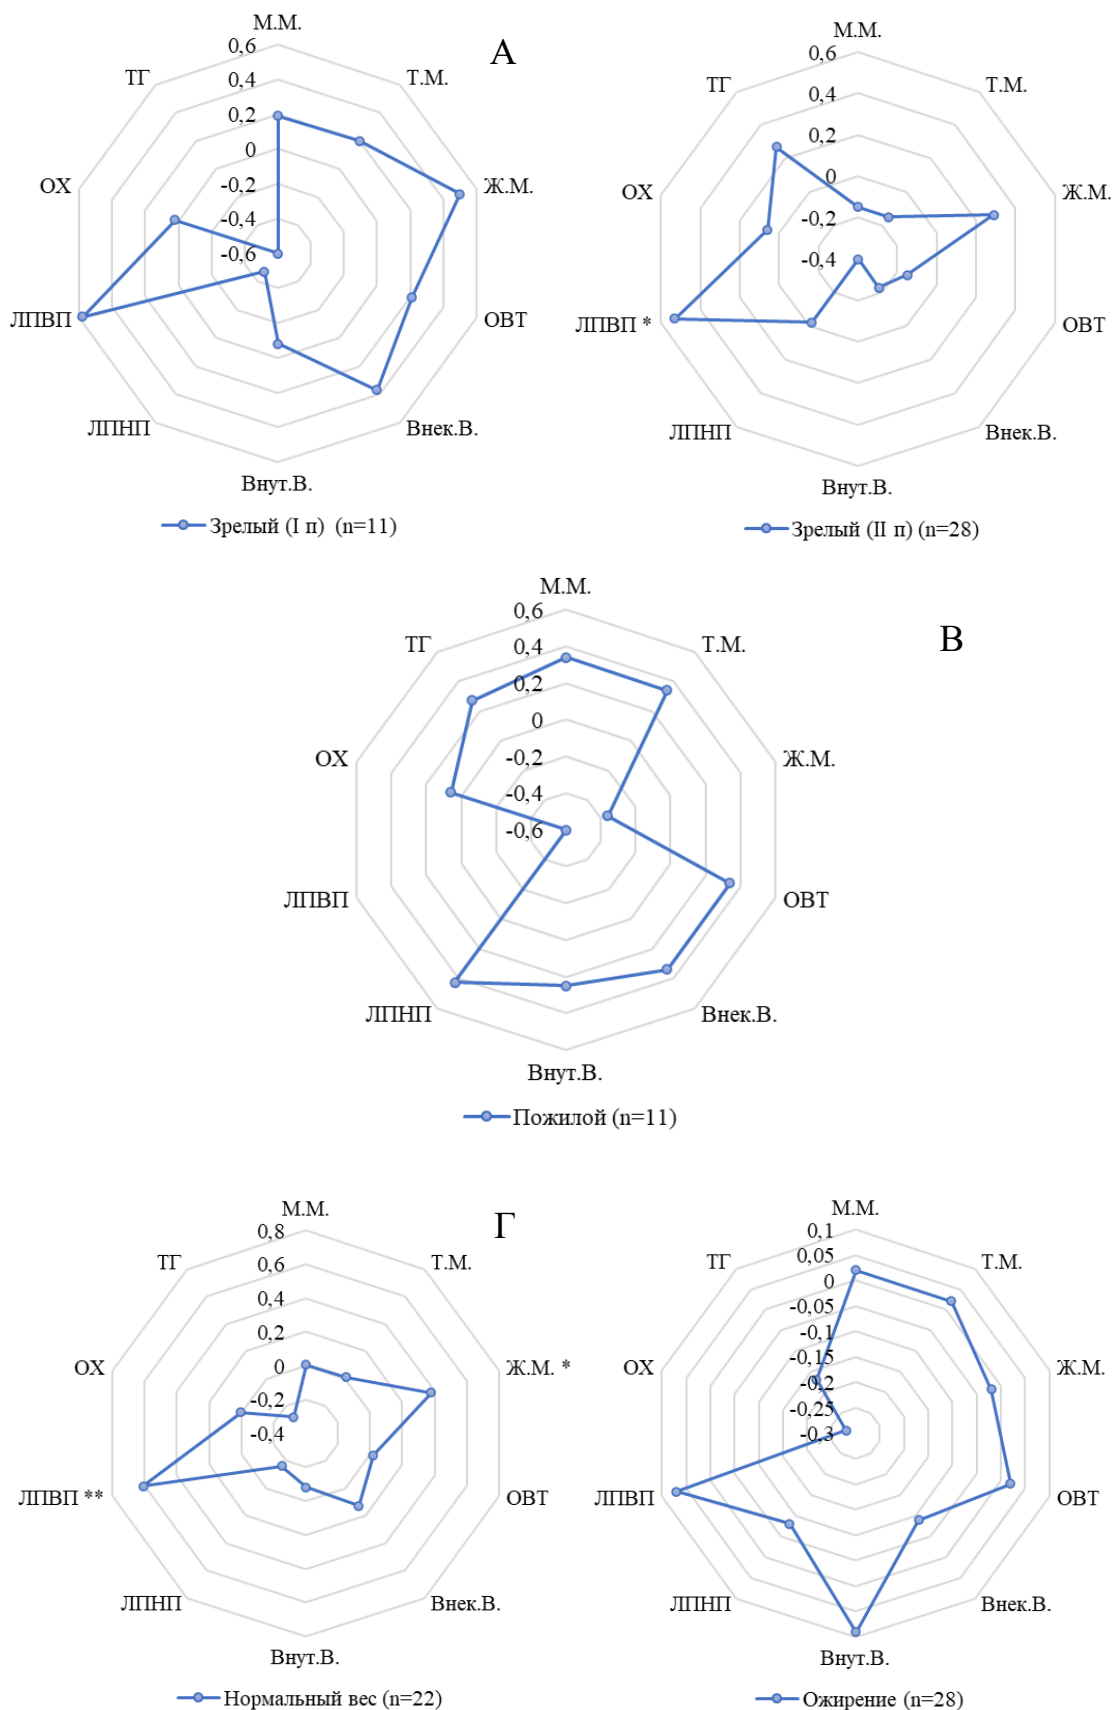 А
М.М.
Т.М.
Ж.М.
ОВТ
Внек.В.
Внут.В.
ЛПНП
ЛПВП
ОХ
ТГ
0,6
0,4
0,2
0
-0,2
-0,4
-0,6
Зрелый (I п) (n=11)
М.М.
Т.М.
Ж.М.
ОВТ
Внек.В.
Внут.В.
ЛПНП
ЛПВП *
ОХ
ТГ
0,6
0,4
0,2
0
-0,2
-0,4
Зрелый (II п) (n=28)
В
М.М.
Т.М.
Ж.М.
ОВТ
Внек.В.
Внут.В.
ЛПНП
ЛПВП
ОХ
ТГ
0,6
0,4
0,2
0
-0,2
-0,4
-0,6
Пожилой (n=11)
Г
М.М.
Т.М.
Ж.М. *
ОВТ
Внек.В.
Внут.В.
ЛПНП
ЛПВП **
ОХ
ТГ
0,8
0,6
0,4
0,2
0
-0,2
-0,4
Нормальный вес (n=22)
М.М.
Т.М.
Ж.М.
ОВТ
Внек.В.
Внут.В.
ЛПНП
ЛПВП
ОХ
ТГ
0,1
0,05
0
-0,05
-0,1
-0,15
-0,2
-0,25
-0,3
Ожирение (n=28)